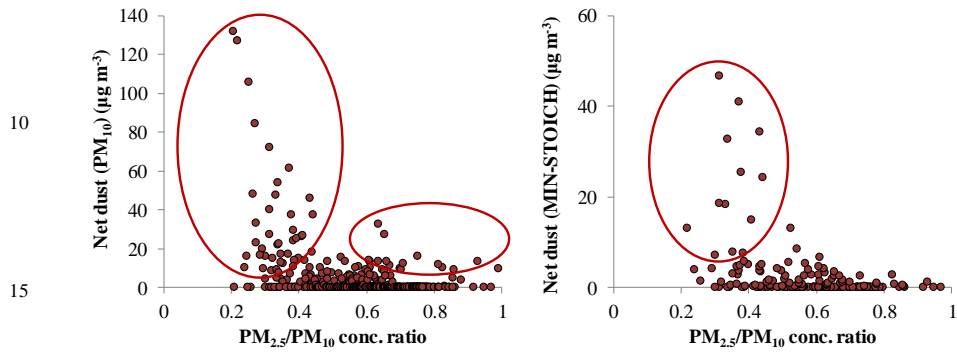 10
15
Net dust (PM10) (µg m-3)
140
120
100
80
60
40
20
0
0 0.2 0.4 0.6 0.8 1
PM2.5/PM10 conc. ratio
Net dust (MIN-STOICH) (µg m-3)
60
40
20
0
0 0.2 0.4 0.6 0.8 1
PM2.5/PM10 conc. ratio